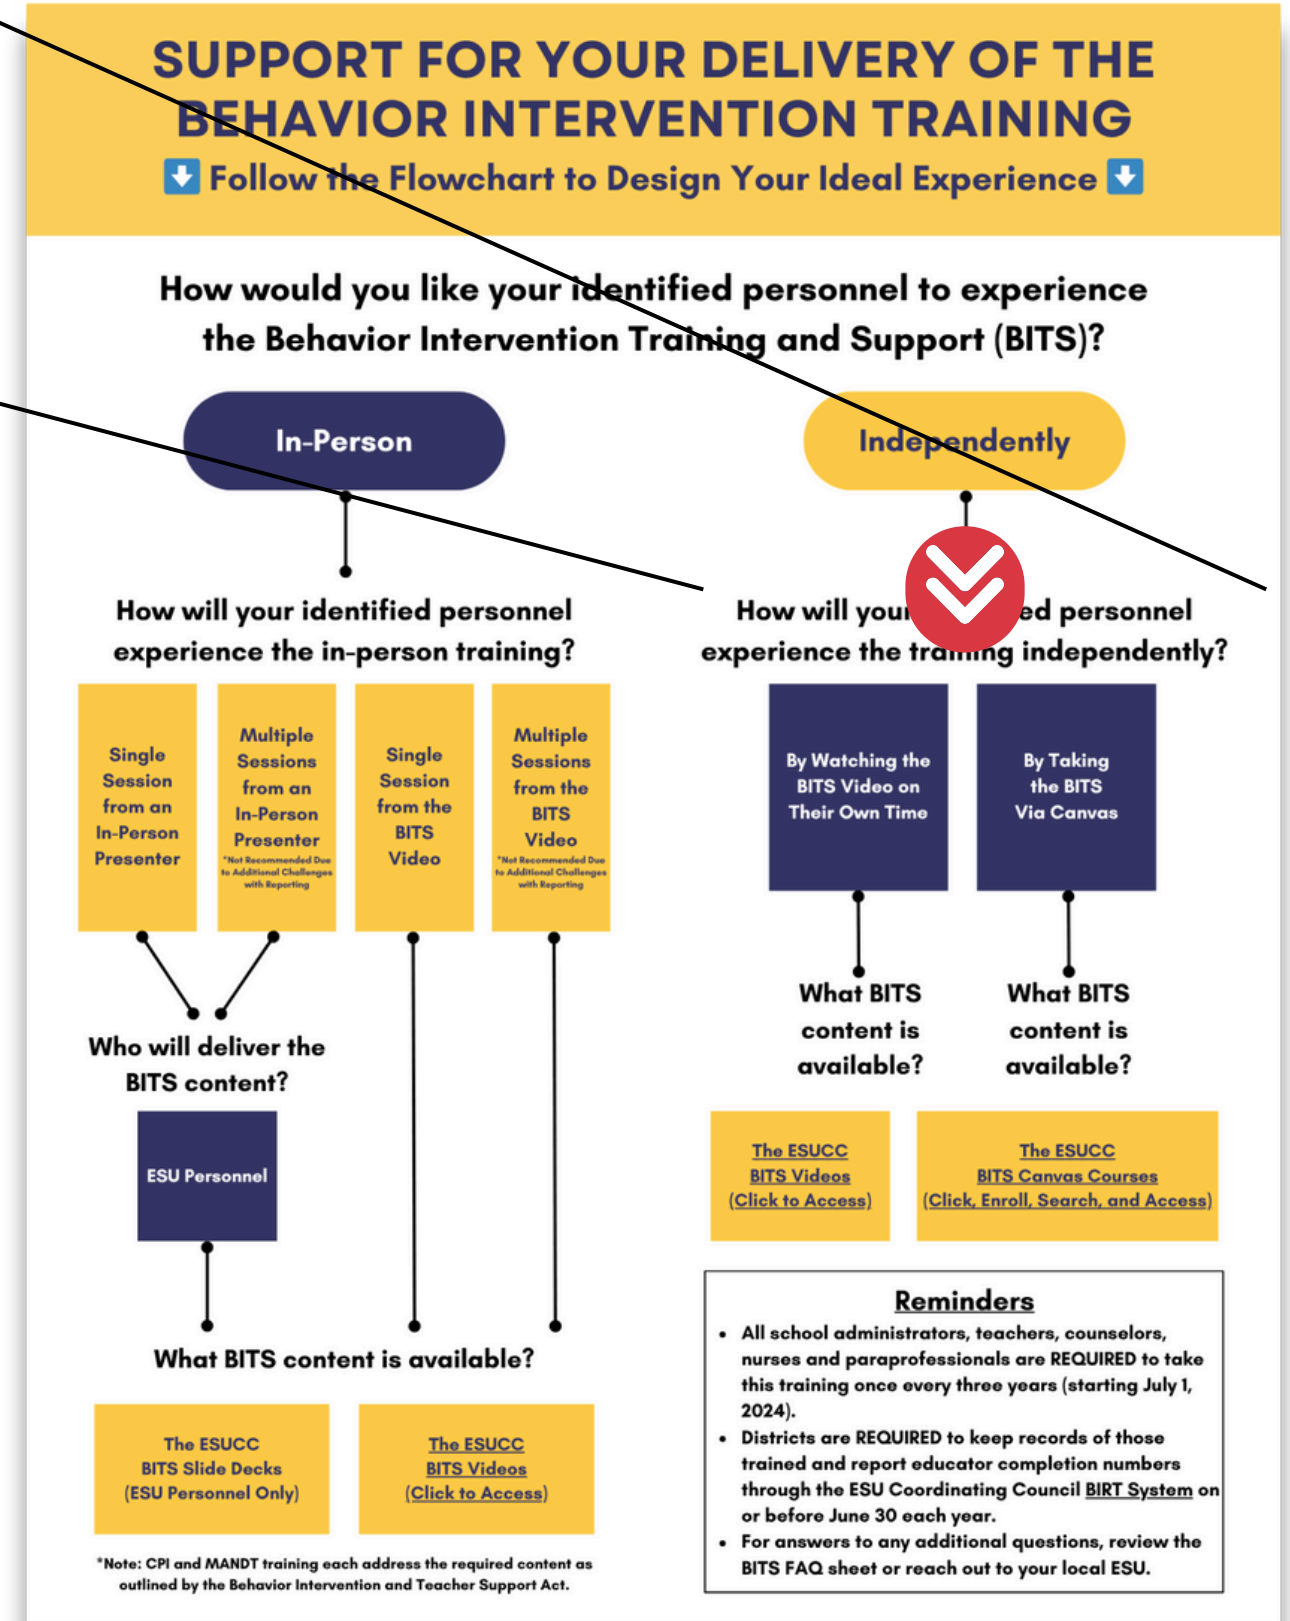 SUPPORT FOR YOUR DELIVERY OF THE
BEHAVIOR INTERVENTION TRAINING
Follow the Flowchart to Design Your Ideal Experience
How would you like your identified personnel to experience
the Behavior Intervention Training and Support (BITS)?
In-Person
How will your identified personnel
experience the in-person training?
Single
Session
from an
In-Person
Presenter
Multiple
Sessions
from an
In-Person
Presenter
*Not Recommended Due
to Additional Challenges
with Reporting
Single
Session
from the
BITS
Video
Multiple
Sessions
from the
BITS
Video
*Not Recommended Due
to Additional Challenges
with Reporting
Who will deliver the
BITS content?
ESU Personnel
What BITS content is available?
The ESUCC
BITS Slide Decks
(ESU Personnel Only)
The ESUCC
BITS Videos
(Click to Access)
*Note: CPI and MANDT training each address the required content as
outlined by the Behavior Intervention and Teacher Support Act.
Independently
How will your personnel
experience the training independently?
By Watching the
BITS Video on
Their Own Time
By Taking
the BITS
Via Canvas
What BITS
content is
available?
What BITS
content is
available?
The ESUCC
BITS Videos
(Click to Access)
The ESUCC
BITS Canvas Courses
(Click, Enroll, Search, and Access)
Reminders
• All school administrators, teachers, counselors,
nurses and paraprofessionals are REQUIRED to take
this training once every three years (starting July 1,
2024).
• Districts are REQUIRED to keep records of those
trained and report educator completion numbers
through the ESU Coordinating Council BIRT System on
or before June 30 each year.
• For answers to any additional questions, review the
BITS FAQ sheet or reach out to your local ESU.